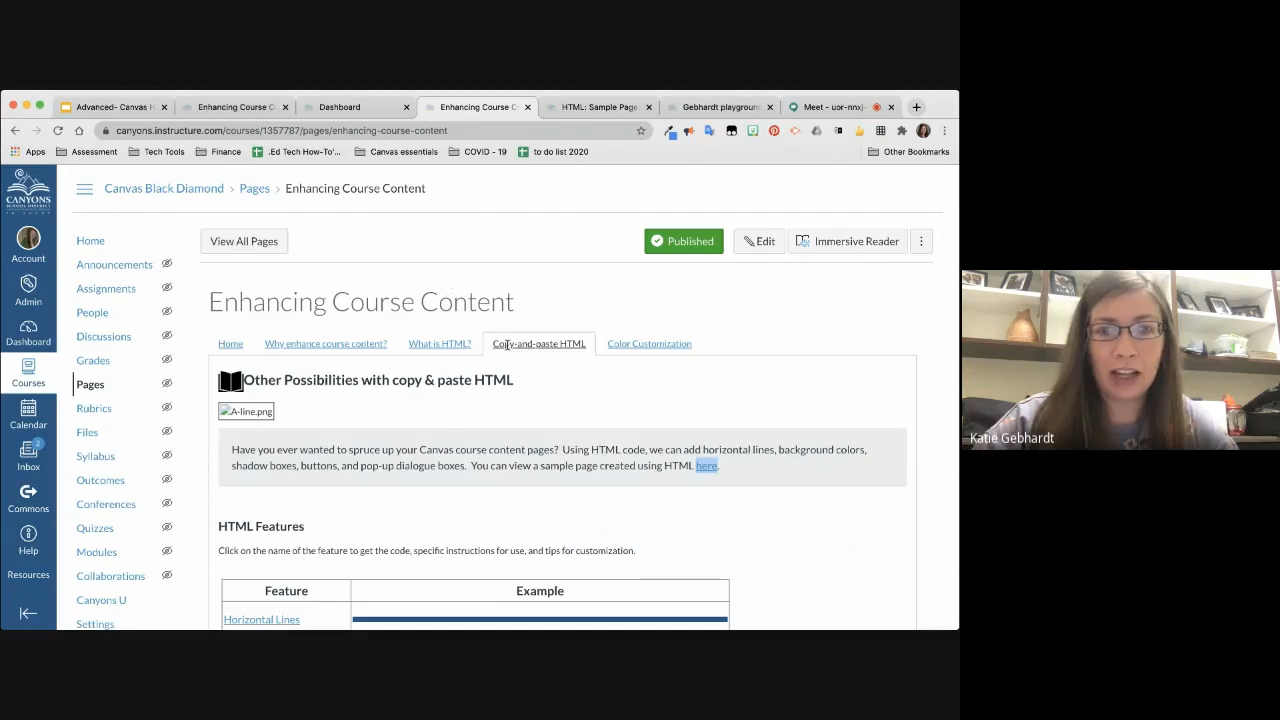 Advanced- Canvas H
Enhancing Course C
Dashboard
Enhancing Course C
HTML: Sample Page
Gebhardt playground
Meet - uor-nnxj-
canyons.instructure.com/courses/1357787/pages/enhancing-course-content
Apps
Assessment
Tech Tools
Finance
.Ed Tech How-To'...
Canvas essentials
COVID - 19
to do list 2020
Other Bookmarks
CANYONS
Account
Admin
Dashboard
Courses
Calendar
2
Inbox
Commons
Help
Resources
Canvas Black Diamond › Pages › Enhancing Course Content
Home
Announcements
Assignments
People
Discussions
Grades
Pages
Rubrics
Files
Syllabus
Outcomes
Conferences
Quizzes
Modules
Collaborations
Canyons U
Settings
View All Pages
Published
Edit
Immersive Reader
Enhancing Course Content
Home
Why enhance course content?
What is HTML?
Copy-and-paste HTML
Color Customization
Other Possibilities with copy & paste HTML
A-line.png
Have you ever wanted to spruce up your Canvas course content pages? Using HTML code, we can add horizontal lines, background colors,
shadow boxes, buttons, and pop-up dialogue boxes. You can view a sample page created using HTML here.
HTML Features
Click on the name of the feature to get the code, specific instructions for use, and tips for customization.
Feature
Example
Horizontal Lines
Katie Gebhardt